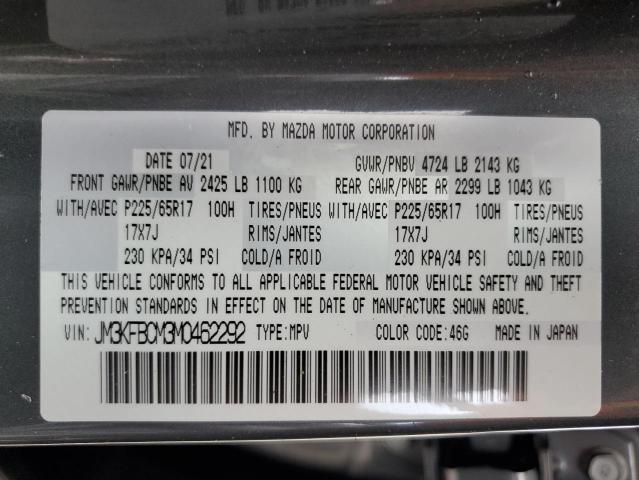 MFD. BY MAZDA MOTOR CORPORATION
DATE 07/21 GVWR/PNBV 4724 LB 2143 KG
FRONT GAWR/PNBE AV 2425 LB 1100 KG REAR GAWR/PNBE AR 2299 LB 1043 KG
WITH/AVEC P225/65R17 100H TIRES/PNEUS WITH/AVEC P225/65R17 100H TIRES/PNEUS
17X7J RIMS/JANTES 17X7J RIMS/JANTES
230 KPA/34 PSI COLD/A FROID 230 KPA/34 PSI COLD/A FROID
THIS VEHICLE CONFORMS TO ALL APPLICABLE FEDERAL MOTOR VEHICLE SAFETY AND THEFT
PREVENTION STANDARDS IN EFFECT ON THE DATE OF MANUFACTURE SHOWN ABOVE.
VIN: JM3KFBCM3M0462292 TYPE:MPV COLOR CODE:46G MADE IN JAPAN